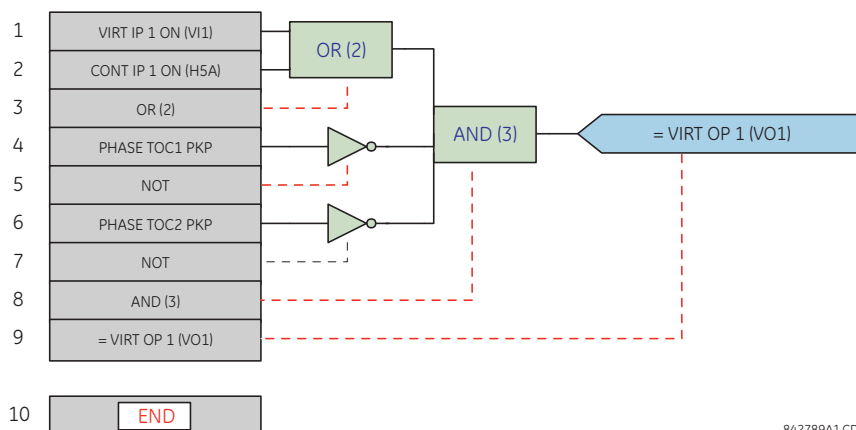 1 VIRT IP 1 ON (VI1)
2 CONT IP 1 ON (H5A)
3 OR (2)
4 PHASE TOC1 PKP
5 NOT
6 PHASE TOC2 PKP
7 NOT
8 AND (3)
9 = VIRT OP 1 (VO1)
10 END
OR (2)
AND (3)
= VIRT OP 1 (VO1)
842789A1.CD